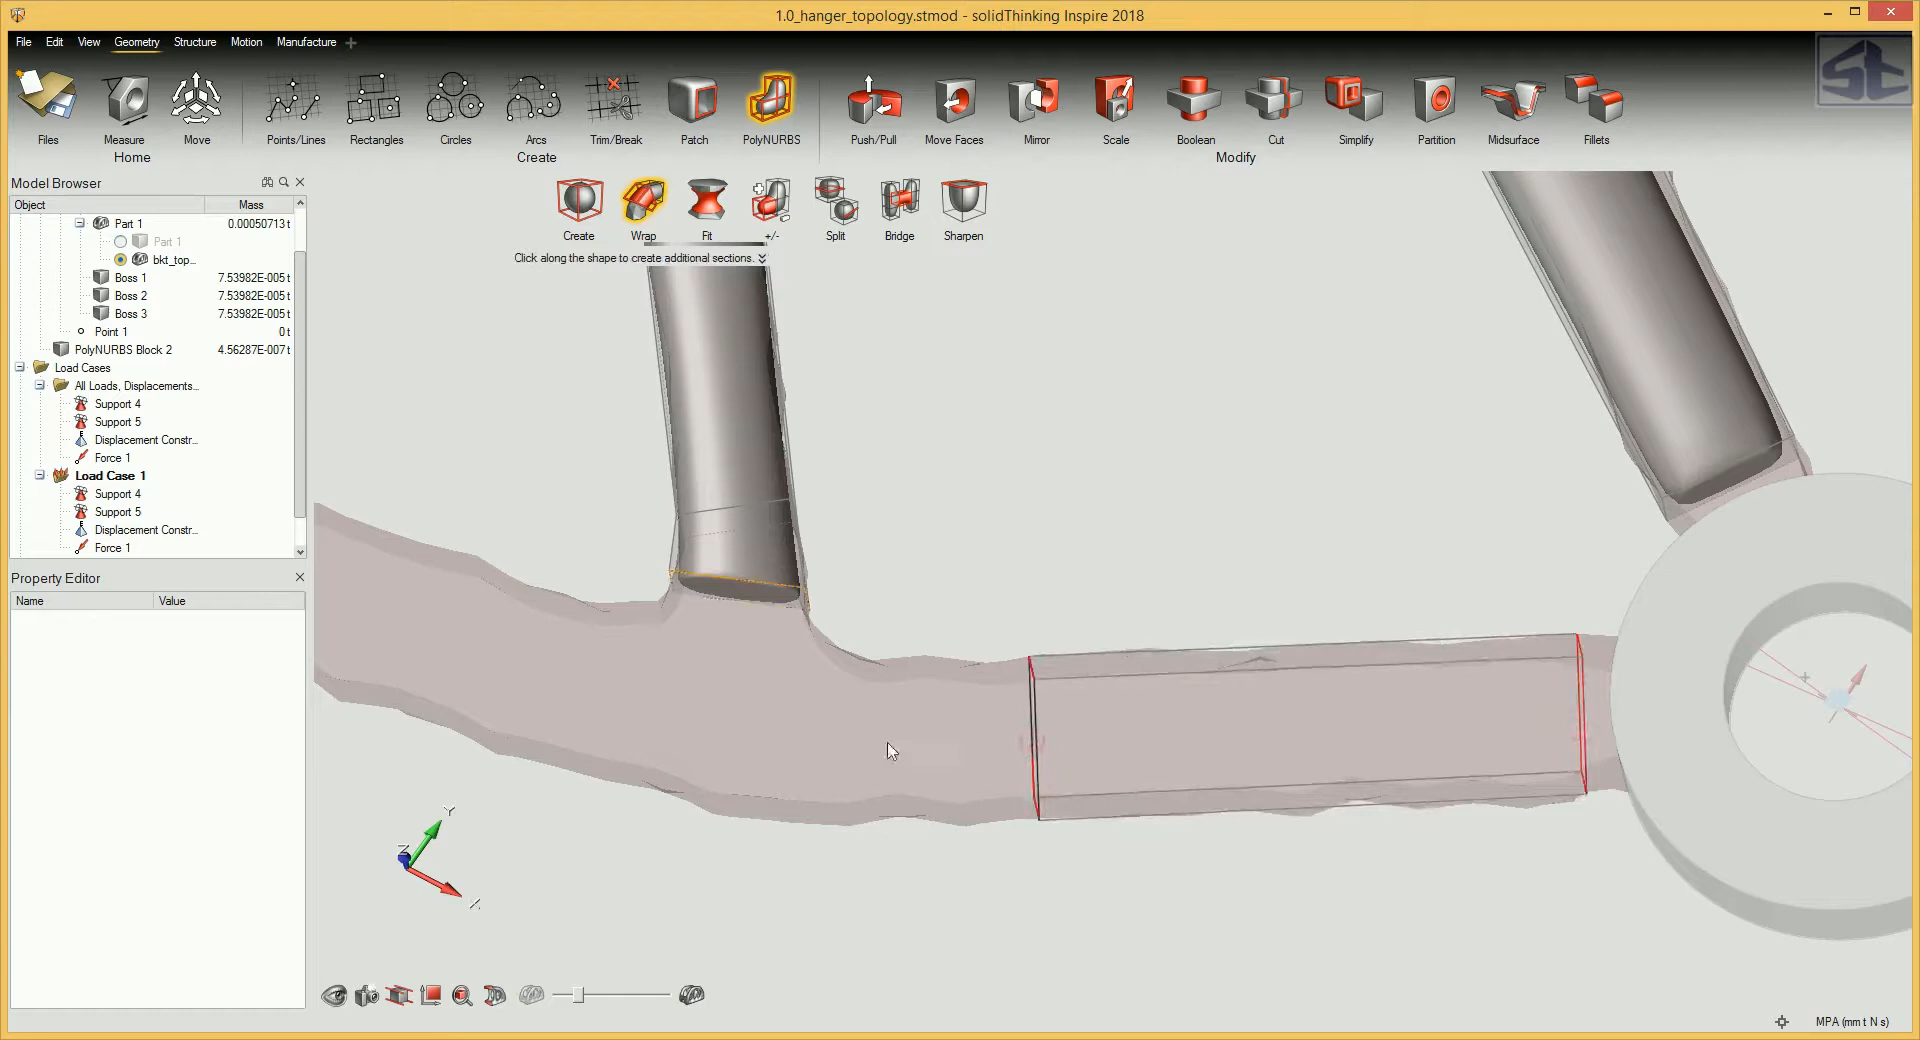 1.0_hanger_topology.stmod - solidThinking Inspire 2018
File Edit View Geometry Structure Motion Manufacture
Files Measure Move Points/Lines Rectangles Circles Arcs Trim/Break Patch PolyNURBS Push/Pull Move Faces Mirror Scale Boolean Cut Simplify Partition Midsurface Fillets
Home Create Modify
Model Browser
Object Mass
Part 1 0.00050713 t
Part 1
bkt_top...
Boss 1 7.53982E-005 t
Boss 2 7.53982E-005 t
Boss 3 7.53982E-005 t
Point 1 0 t
PolyNURBS Block 2 4.56287E-007 t
Load Cases
All Loads, Displacements...
Support 4
Support 5
Displacement Constr...
Force 1
Load Case 1
Support 4
Support 5
Displacement Constr...
Force 1
Property Editor
Name Value
Create Wrap Fit +/- Split Bridge Sharpen
Click along the shape to create additional sections.
Y
Z
X
MPA (mm t N s)
st